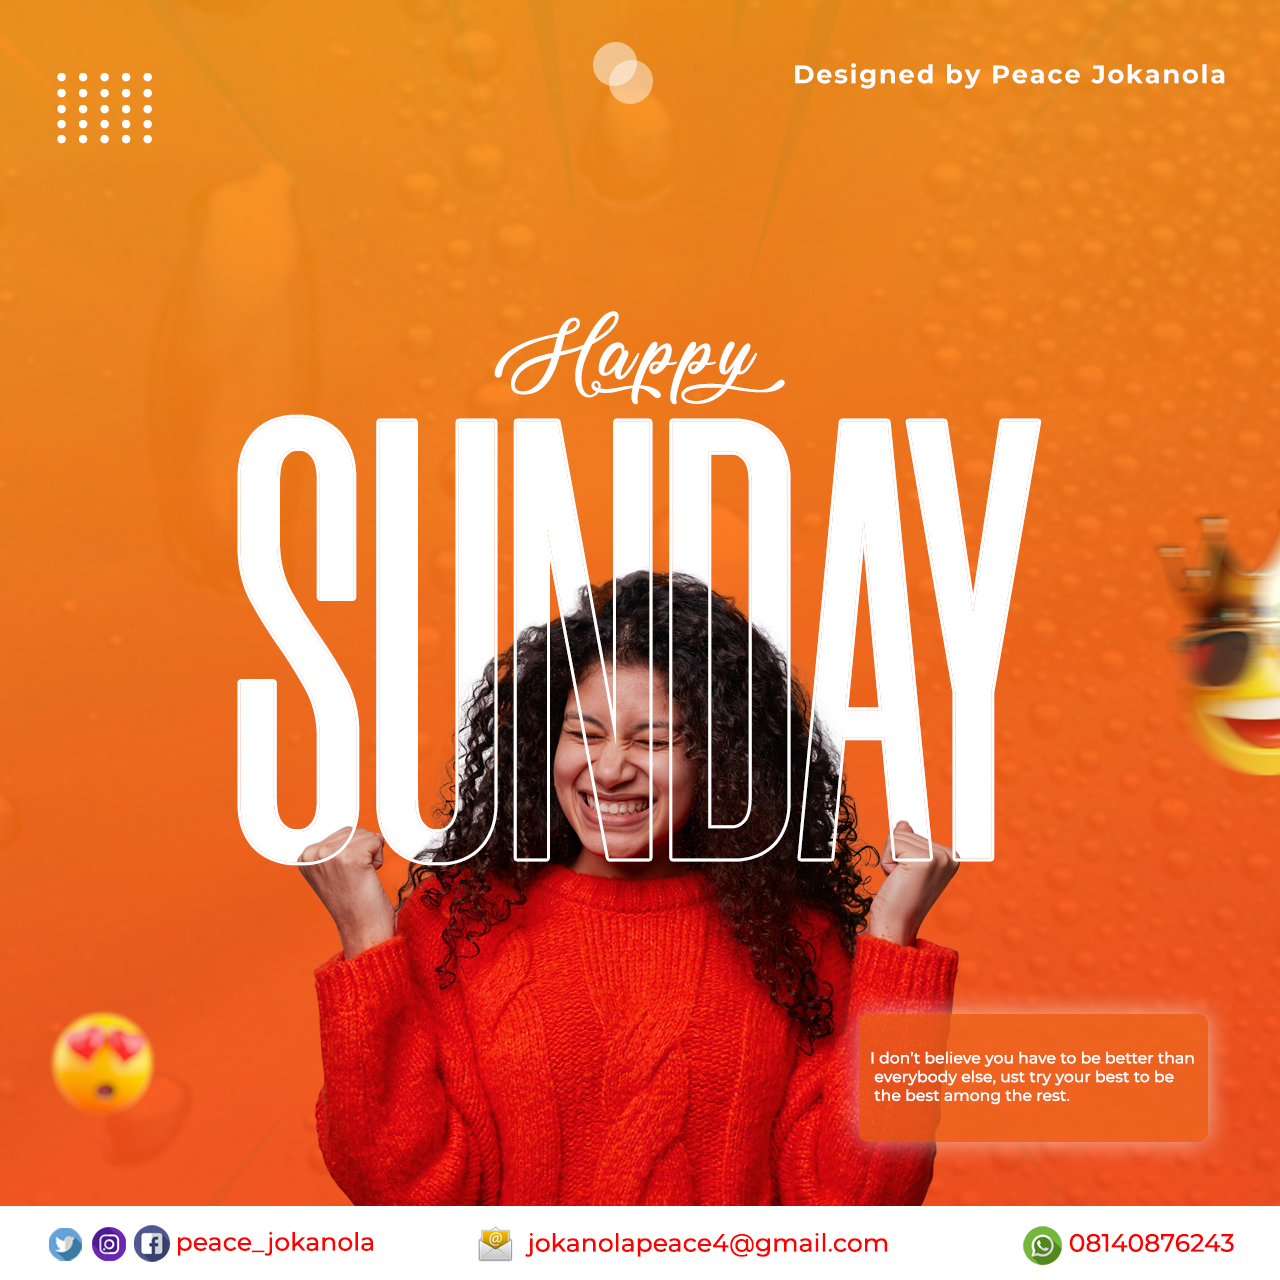 Designed by Peace Jokanola
Happy
SUNDAY
I don't believe you have to be better than
everybody else, ust try your best to be
the best among the rest.
peace_jokanola
jokanolapeace4@gmail.com
08140876243